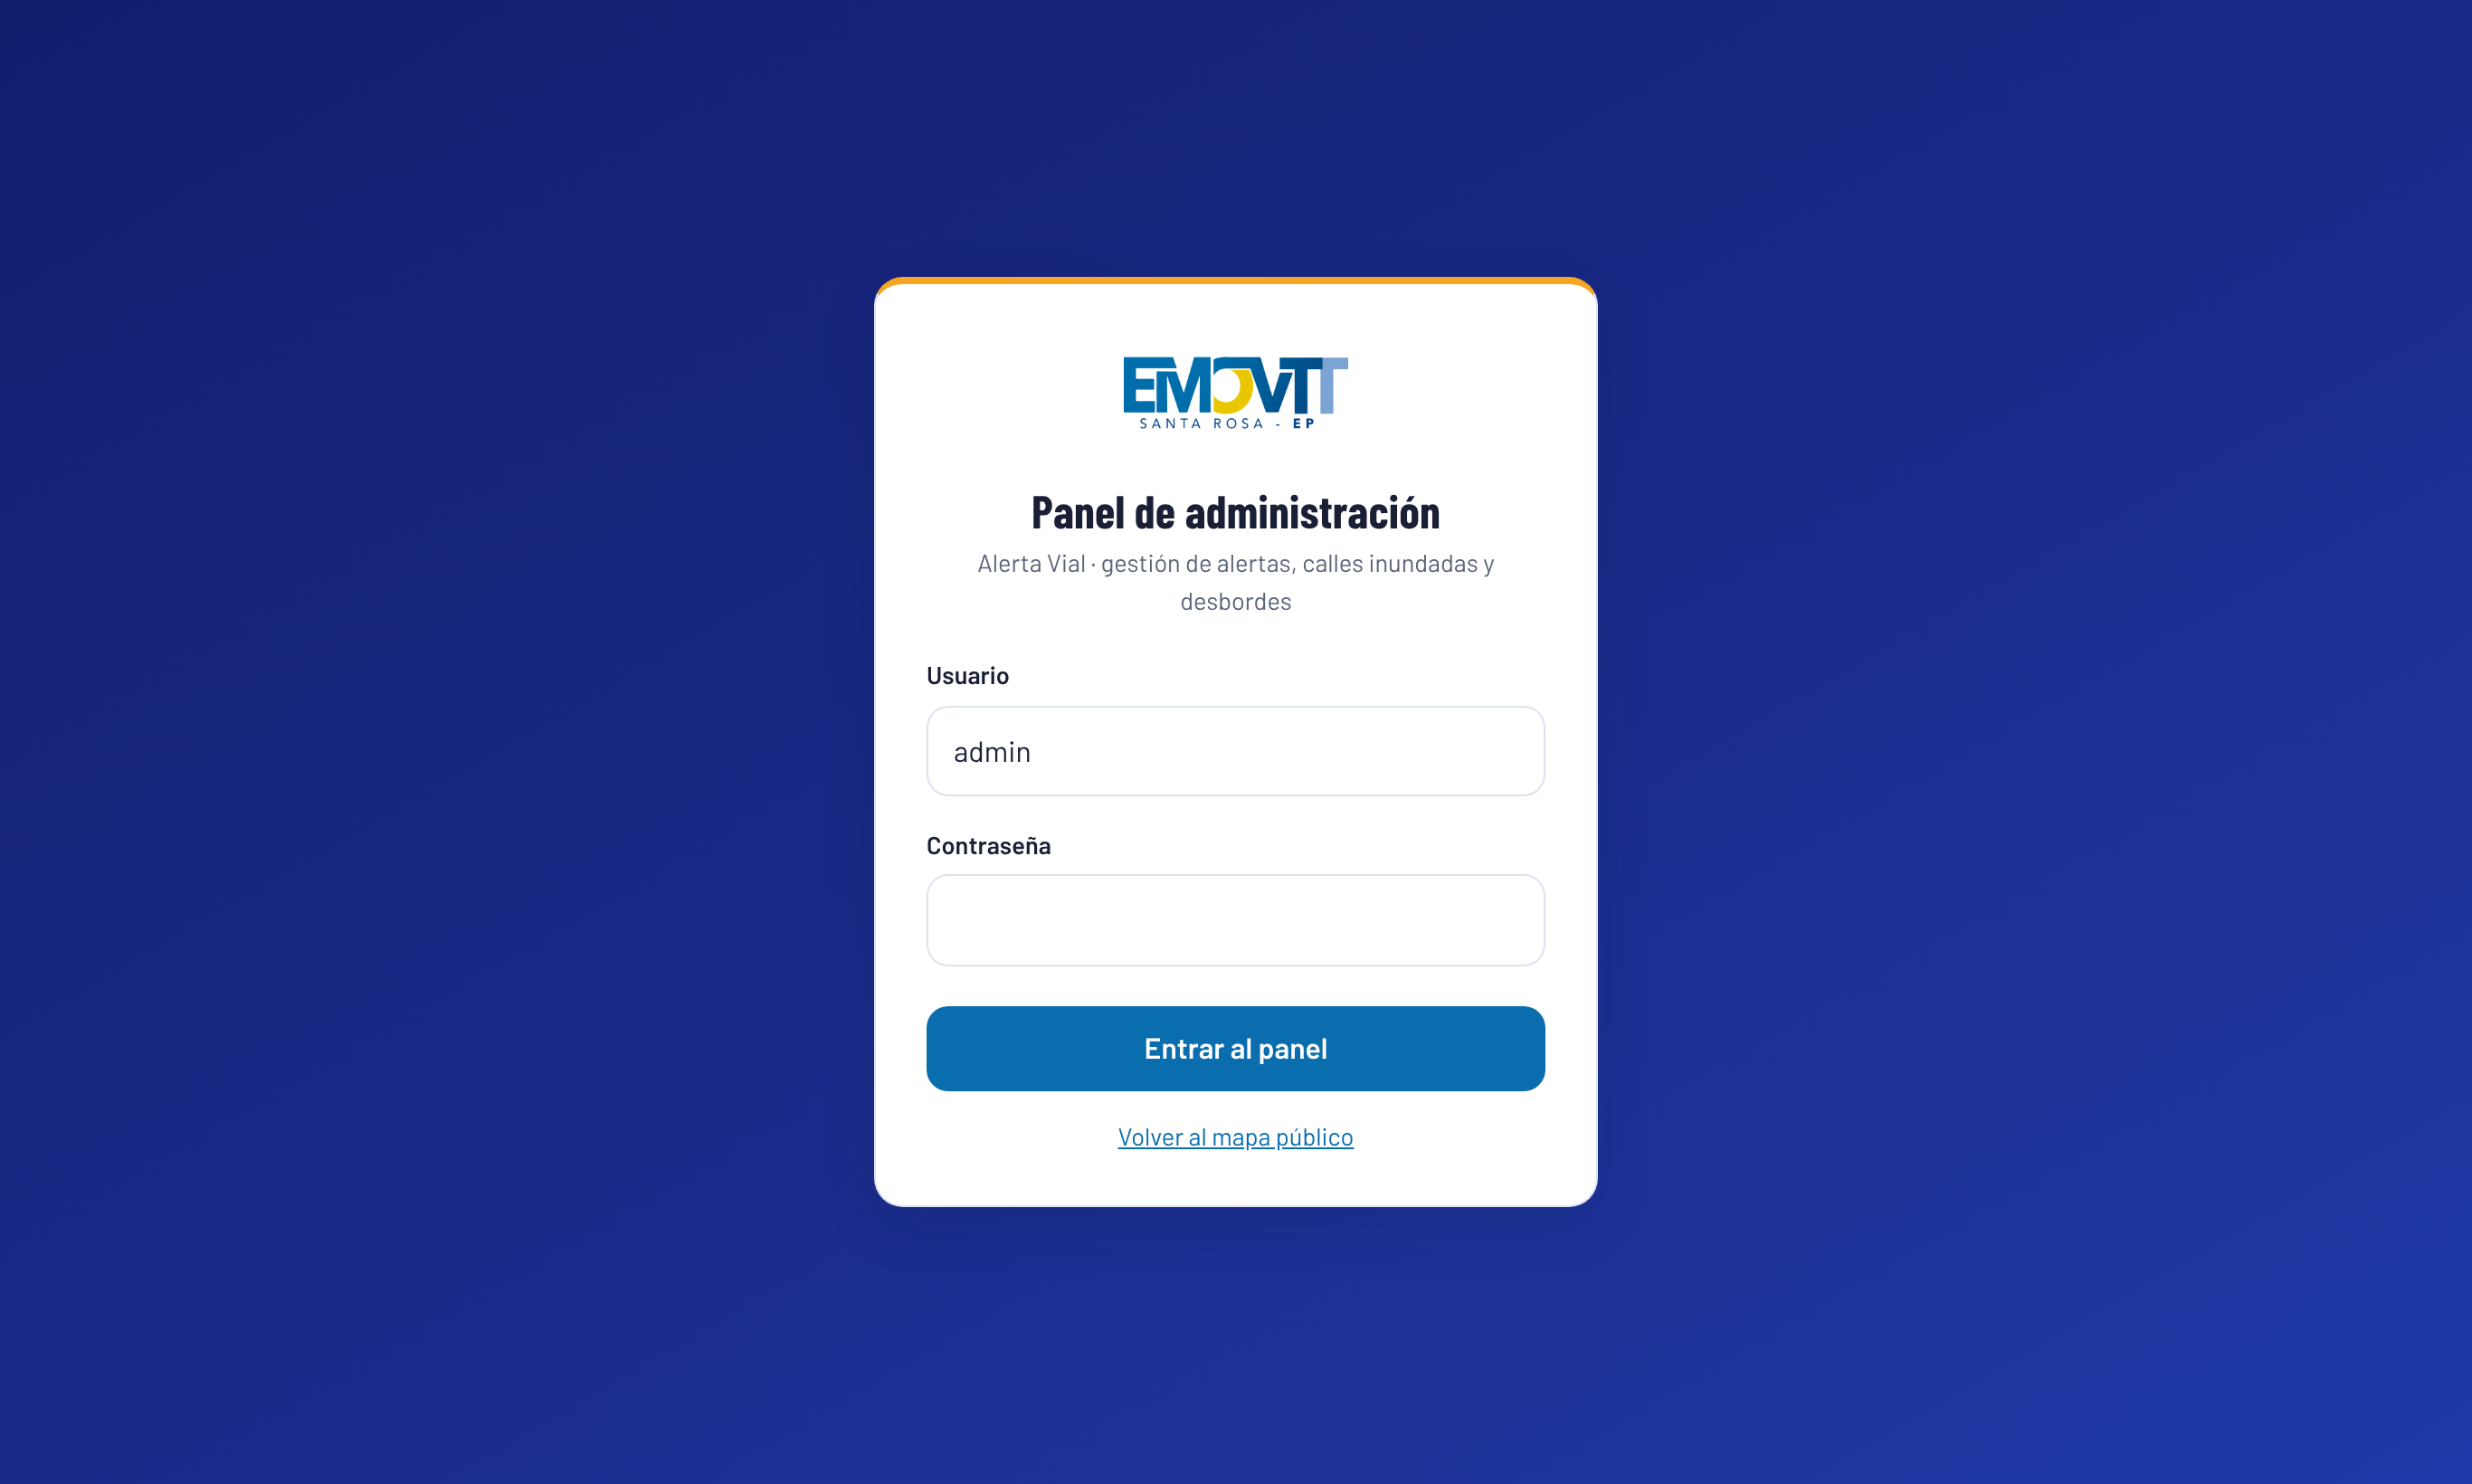 EMOVTT
SANTA ROSA - EP
Panel de administración
Alerta Vial · gestión de alertas, calles inundadas y
desbordes
Usuario
admin
Contraseña
Entrar al panel
Volver al mapa público